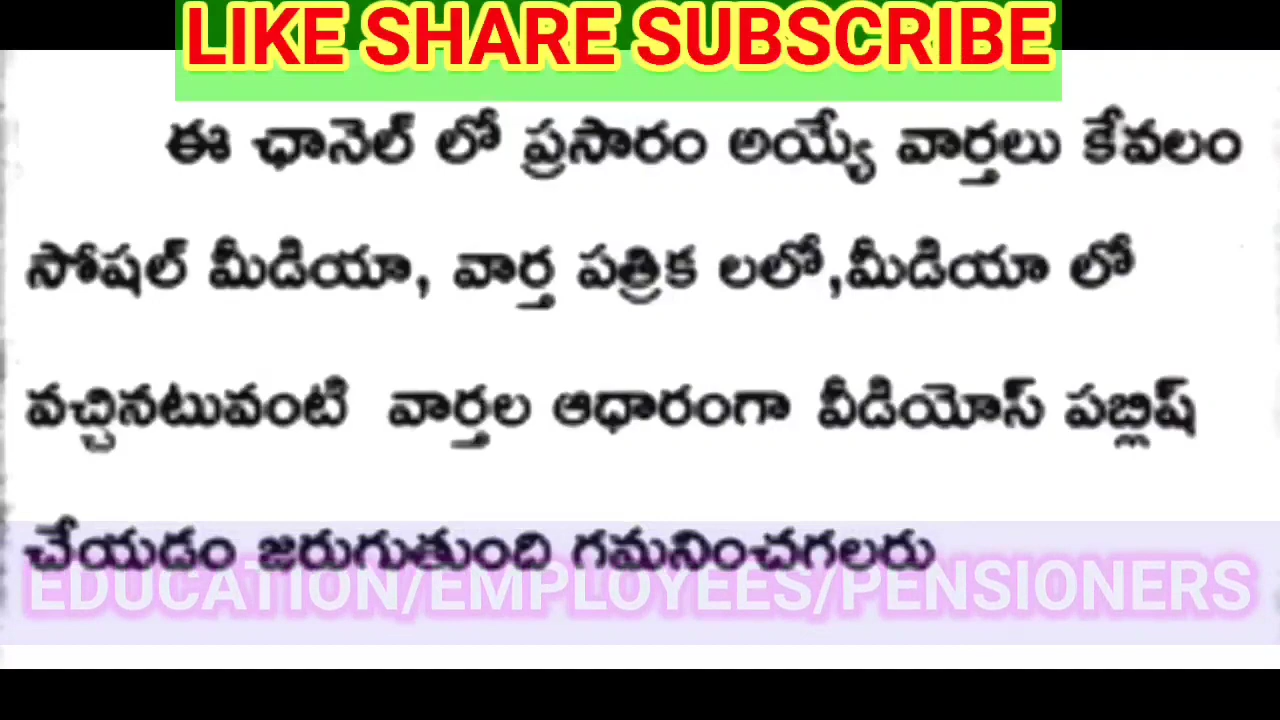 LIKE SHARE SUBSCRIBE
ఈ ఛానెల్ లో ప్రసారం అయ్యే వార్తలు కేవలం
సోషల్ మీడియా, వార్త పత్రిక లలో,మీడియా లో
వచ్చినటువంటి వార్తల ఆధారంగా వీడియోస్ పబ్లిష్
చేయడం జరుగుతుంది గమనించగలరు
EDUCATION/EMPLOYEES/PENSIONERS